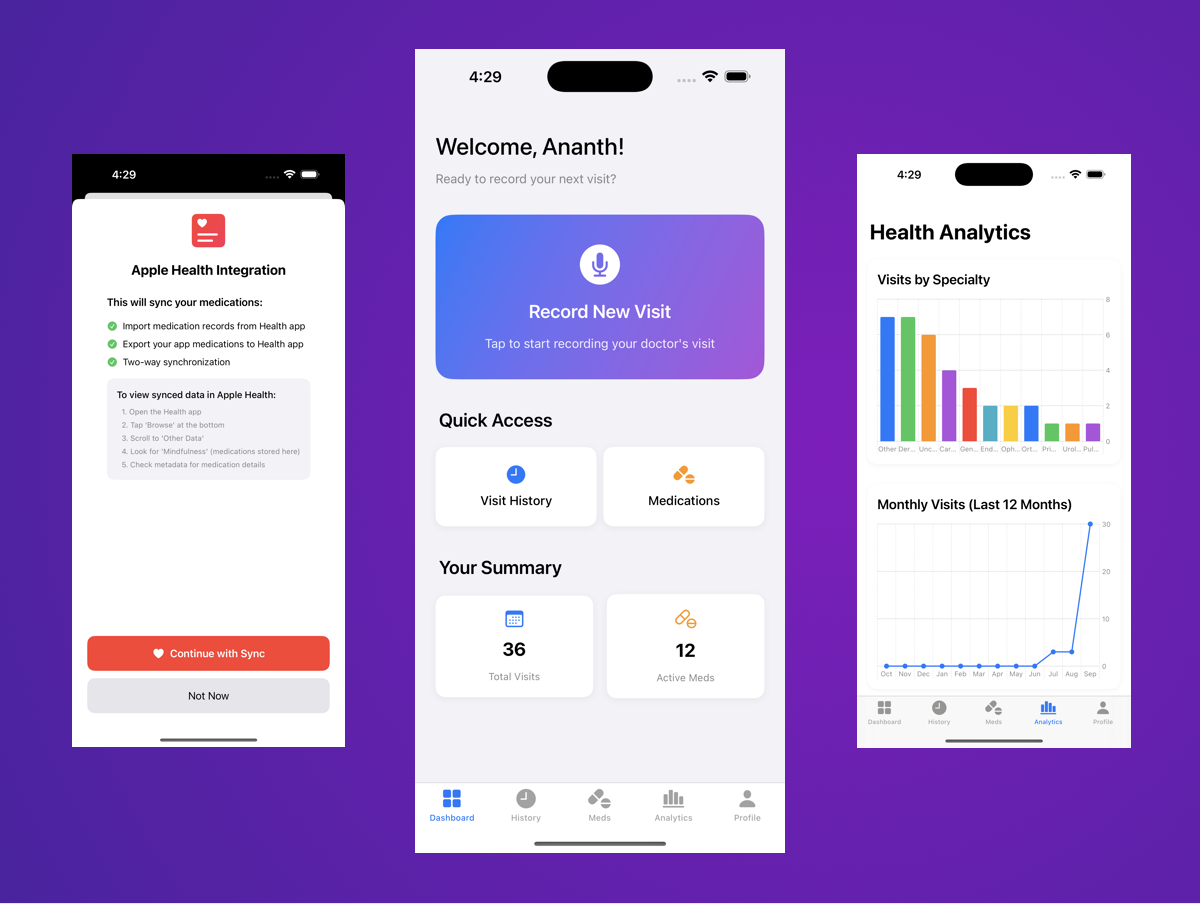 4:29
Apple Health Integration
This will sync your medications:
Import medication records from Health app
Export your app medications to Health app
Two-way synchronization
To view synced data in Apple Health:
1. Open the Health app
2. Tap 'Browse' at the bottom
3. Scroll to 'Other Data'
4. Look for 'Mindfulness' (medications stored here)
5. Check metadata for medication details
Continue with Sync
Not Now
4:29
Welcome, Ananth!
Ready to record your next visit?
Record New Visit
Tap to start recording your doctor's visit
Quick Access
Visit History
Medications
Your Summary
36
Total Visits
12
Active Meds
Dashboard
History
Meds
Analytics
Profile
4:29
Health Analytics
Visits by Specialty
8
6
4
2
0
Other Der... Unc... Car... Gen... End... Oph... Ort... Pri... Urol... Pul...
Monthly Visits (Last 12 Months)
30
20
10
0
Oct Nov Dec Jan Feb Mar Apr May Jun Jul Aug Sep
Dashboard
History
Meds
Analytics
Profile